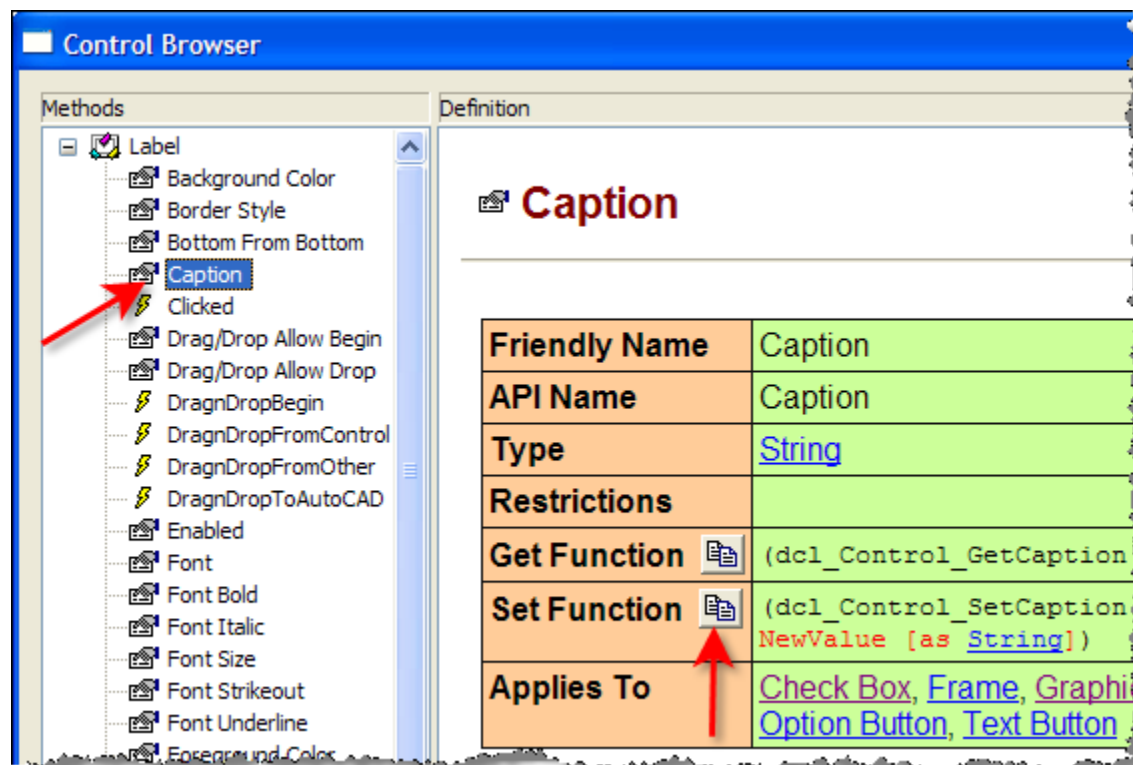 Control Browser
Methods
Definition
Label
Background Color
Border Style
Bottom From Bottom
Caption
Clicked
Drag/Drop Allow Begin
Drag/Drop Allow Drop
DragnDropBegin
DragnDropFromControl
DragnDropFromOther
DragnDropToAutoCAD
Enabled
Font
Font Bold
Font Italic
Font Size
Font Strikeout
Font Underline
Foreground Color
Caption
Friendly Name Caption
API Name Caption
Type String
Restrictions
Get Function (dcl_Control_GetCaption
Set Function (dcl_Control_SetCaption
NewValue [as String])
Applies To Check Box, Frame, Graphi
Option Button, Text Button